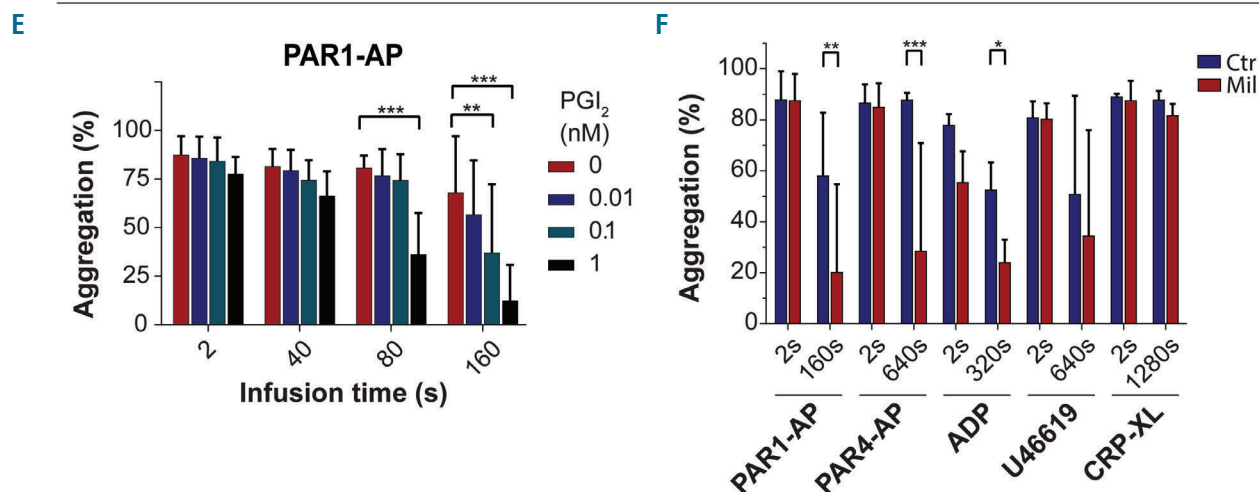 E
PAR1-AP
Aggregation (%)
100
75
50
25
0
***
***
**
PGI₂
(nM)
0
0.01
0.1
1
2
40
80
160
Infusion time (s)
F
Aggregation (%)
100
80
60
40
20
0
**
***
*
Ctr
Mil
2s
160s
2s
640s
2s
320s
2s
640s
2s
1280s
PAR1-AP
PAR4-AP
ADP
U46619
CRP-XL